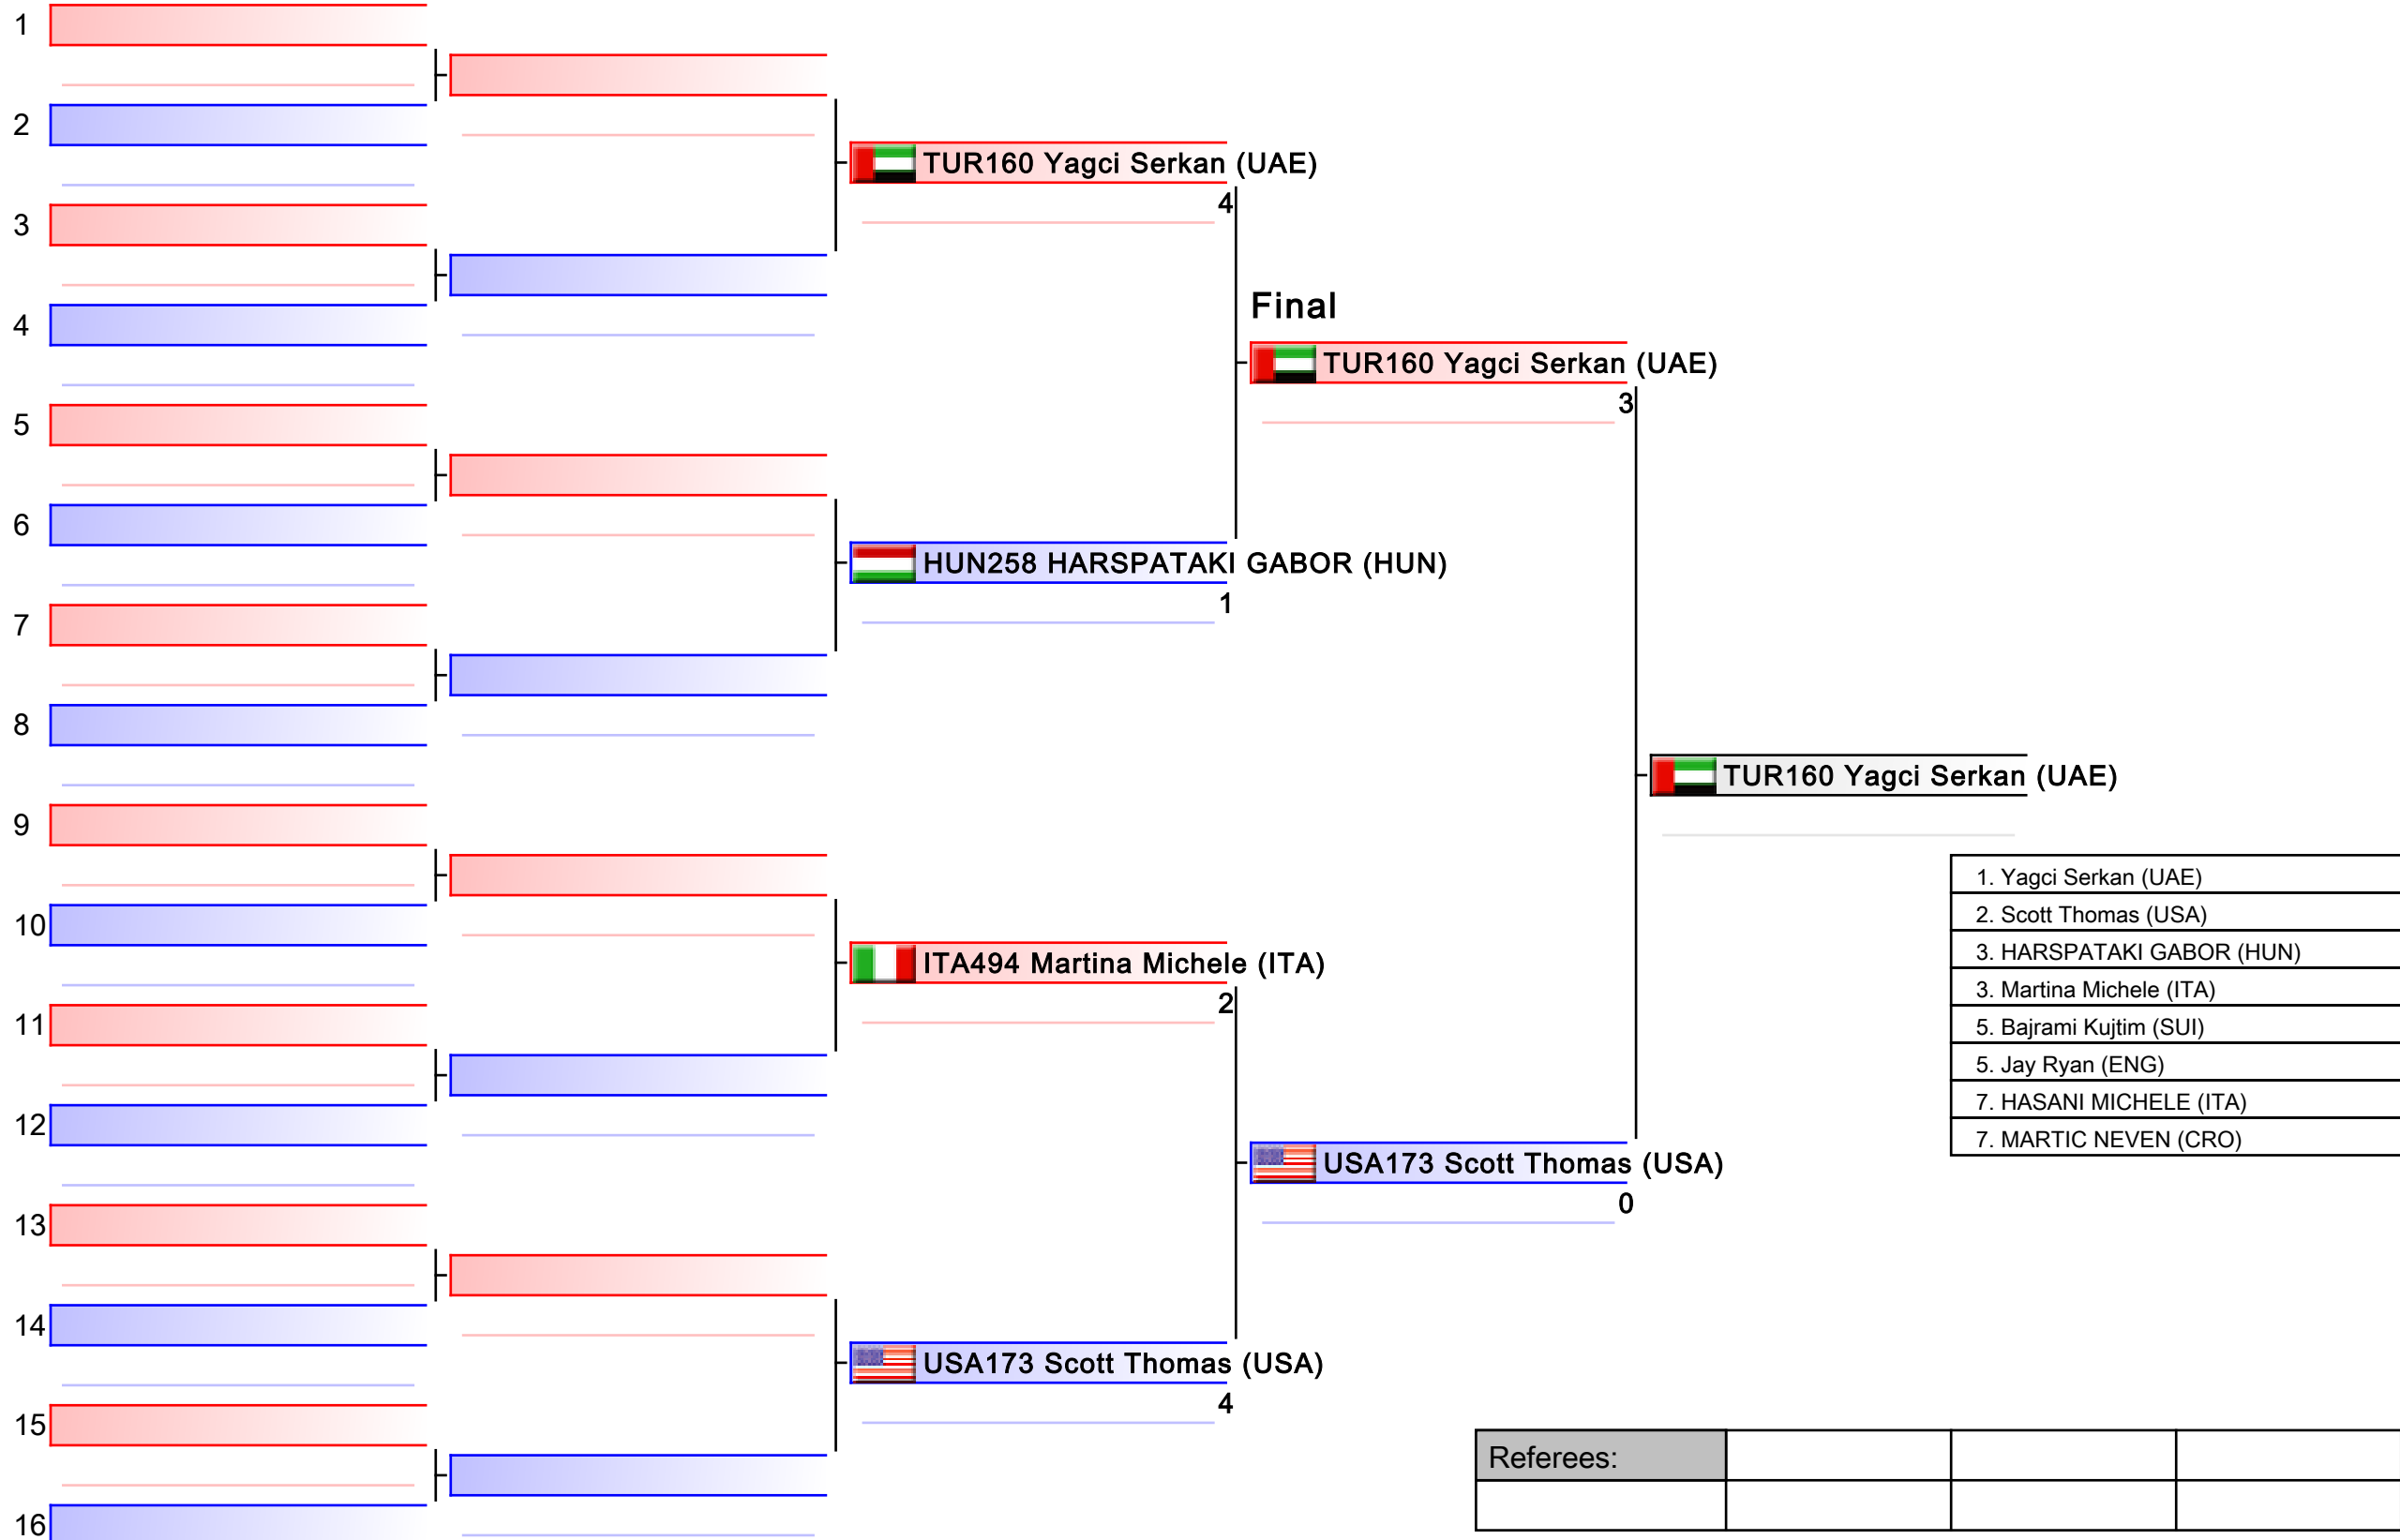 1
2
TUR160 Yagci Serkan (UAE)
4
3
Final
4
TUR160 Yagci Serkan (UAE)
3
5
6
HUN258 HARSPATAKI GABOR (HUN)
1
7
8
TUR160 Yagci Serkan (UAE)
9
1. Yagci Serkan (UAE)
2. Scott Thomas (USA)
3. HARSPATAKI GABOR (HUN)
3. Martina Michele (ITA)
5. Bajrami Kujtim (SUI)
5. Jay Ryan (ENG)
7. HASANI MICHELE (ITA)
7. MARTIC NEVEN (CRO)
10
ITA494 Martina Michele (ITA)
2
11
12
USA173 Scott Thomas (USA)
0
13
14
USA173 Scott Thomas (USA)
4
15
Referees:
16